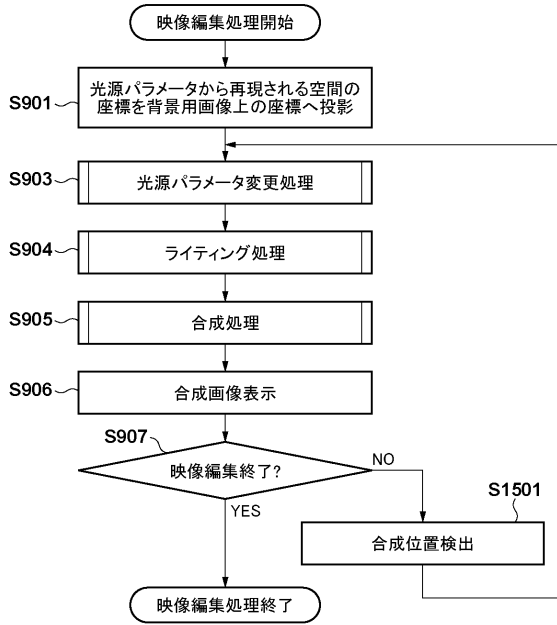 映像編集処理開始
S901
光源パラメータから再現される空間の
座標を背景用画像上の座標へ投影
S903
光源パラメータ変更処理
S904
ライティング処理
S905
合成処理
S906
合成画像表示
S907
映像編集終了?
NO
YES
S1501
合成位置検出
映像編集処理終了